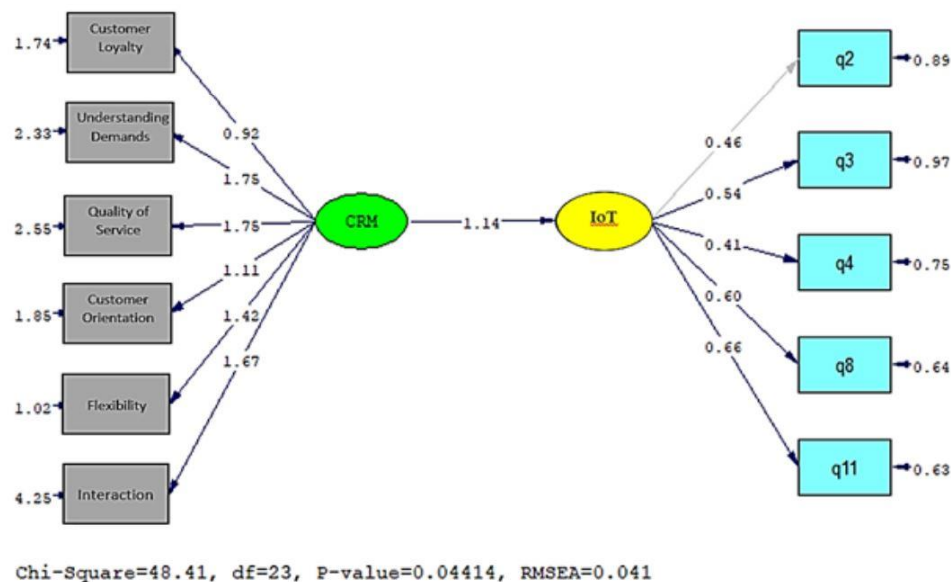 Customer
Loyalty
1.74
Understanding
Demands
2.33
Quality of
Service
2.55
Customer
Orientation
1.85
Flexibility
1.02
Interaction
4.25
0.92
1.75
1.75
1.11
1.42
1.67
CRM
1.14
IoT
0.46
0.54
0.41
0.60
0.66
q2
0.89
q3
0.97
q4
0.75
q8
0.64
q11
0.63
Chi-Square=48.41, df=23, P-value=0.04414, RMSEA=0.041